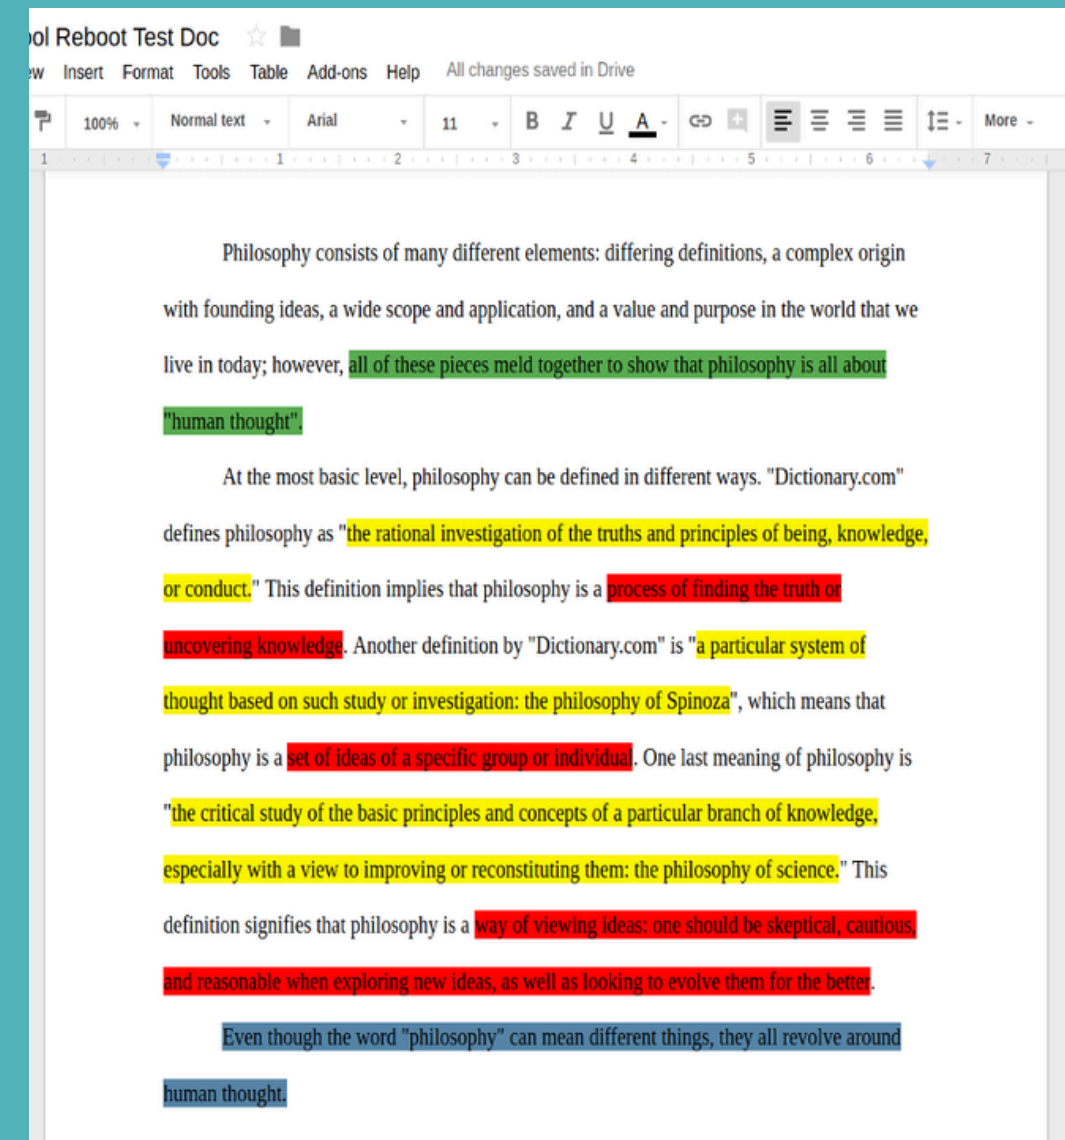 ol Reboot Test Doc
ew Insert Format Tools Table Add-ons Help All changes saved in Drive
100% Normal text Arial 11 B I U A More
1 1 2 3 4 5 6 7
Philosophy consists of many different elements: differing definitions, a complex origin
with founding ideas, a wide scope and application, and a value and purpose in the world that we
live in today; however, all of these pieces meld together to show that philosophy is all about
"human thought".
At the most basic level, philosophy can be defined in different ways. "Dictionary.com"
defines philosophy as "the rational investigation of the truths and principles of being, knowledge,
or conduct." This definition implies that philosophy is a process of finding the truth or
uncovering knowledge. Another definition by "Dictionary.com" is "a particular system of
thought based on such study or investigation: the philosophy of Spinoza", which means that
philosophy is a set of ideas of a specific group or individual. One last meaning of philosophy is
"the critical study of the basic principles and concepts of a particular branch of knowledge,
especially with a view to improving or reconstituting them: the philosophy of science." This
definition signifies that philosophy is a way of viewing ideas: one should be skeptical, cautious,
and reasonable when exploring new ideas, as well as looking to evolve them for the better.
Even though the word "philosophy" can mean different things, they all revolve around
human thought.